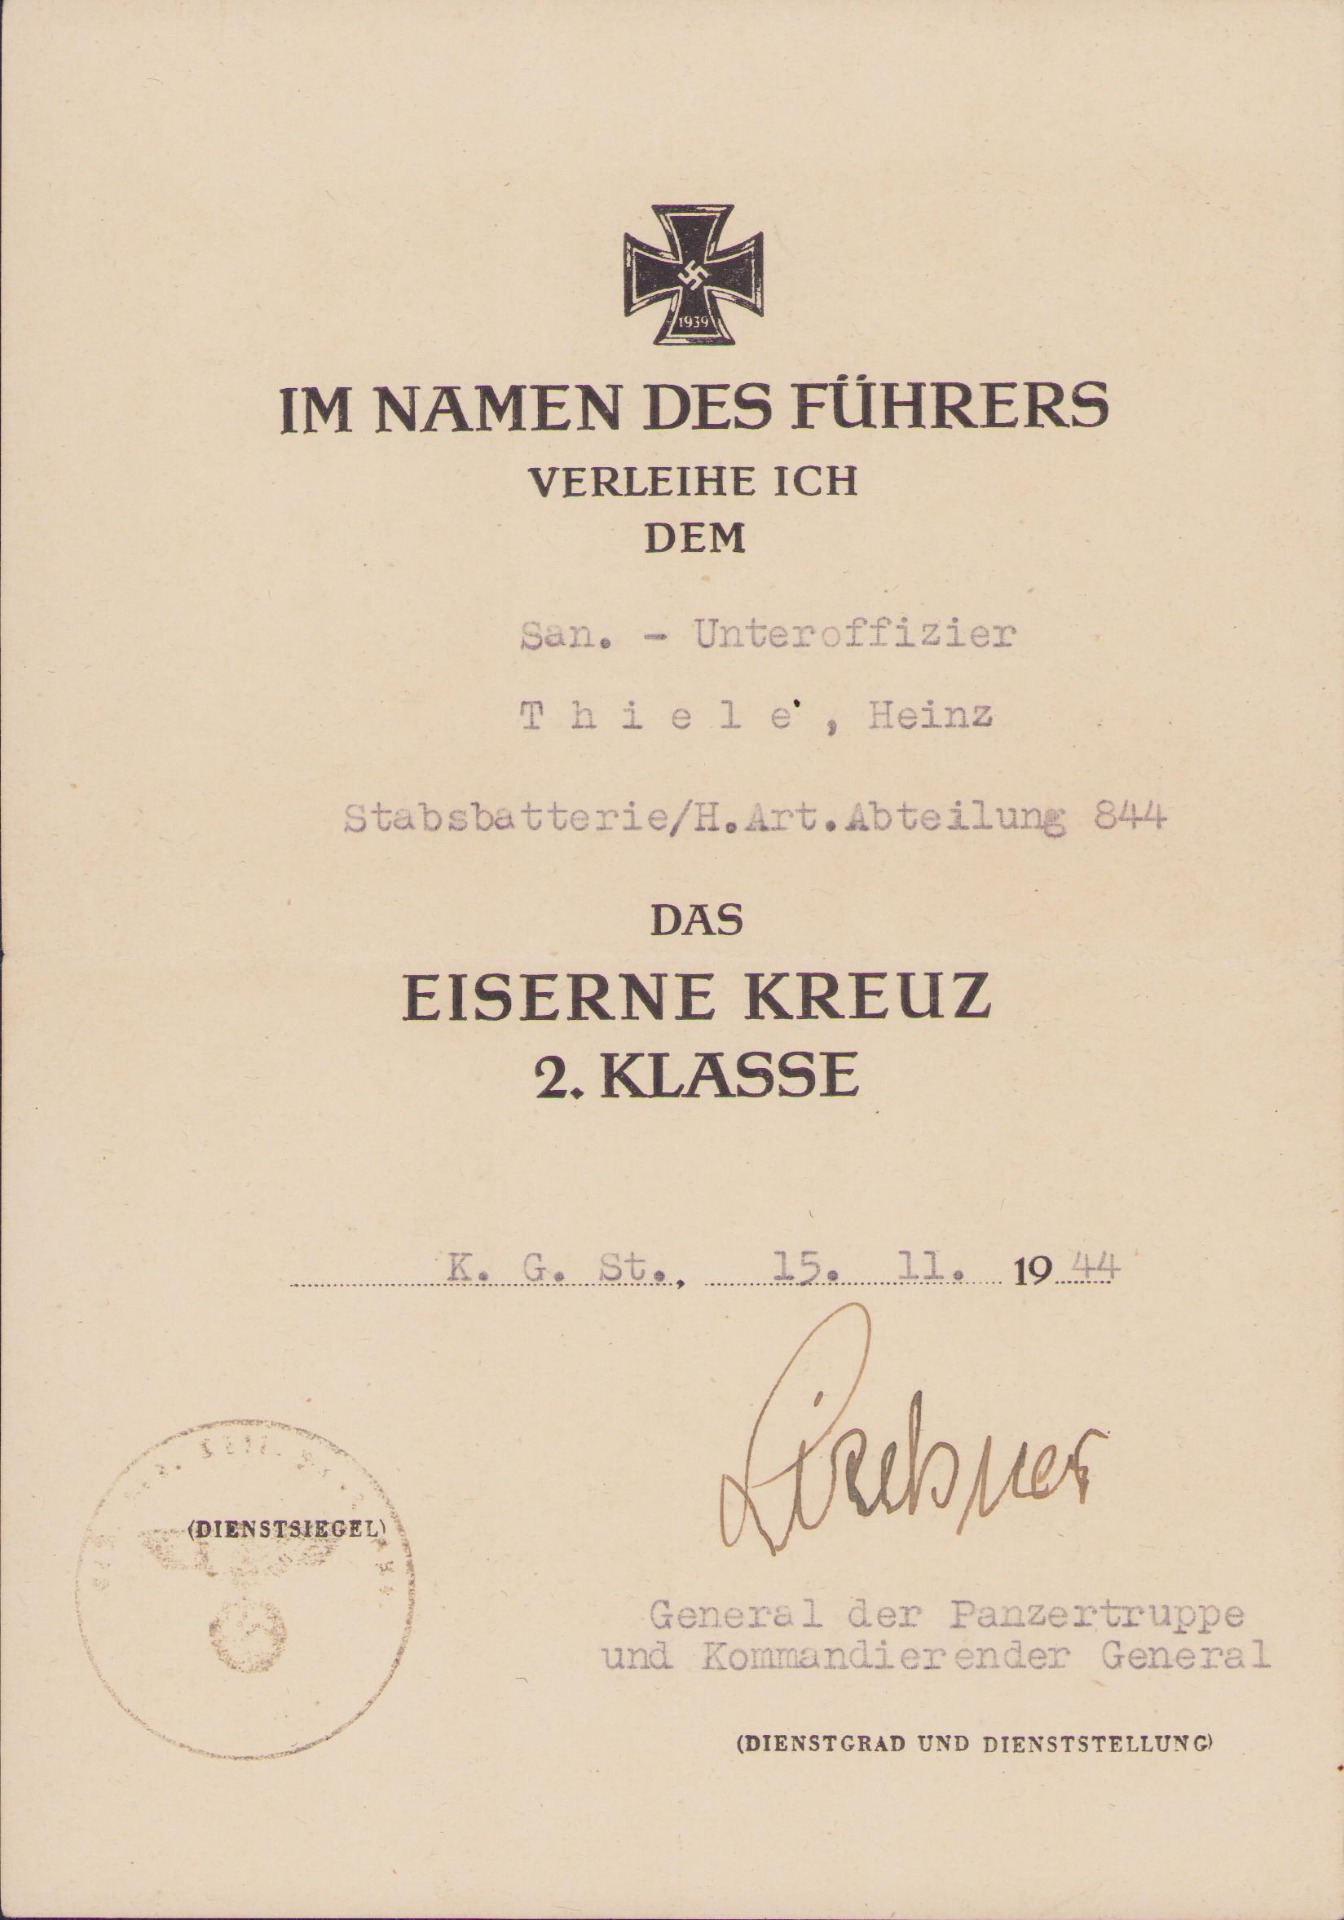 1939
IM NAMEN DES FÜHRERS
VERLEIHE ICH
DEM
San. - Unteroffizier
T h i e l e , Heinz
Stabsbatterie/H.Art.Abteilung 844
DAS
EISERNE KREUZ
2. KLASSE
K. G. St., 15. 11. 1944
(DIENSTSIEGEL)
General der Panzertruppe
und Kommandierender General
(DIENSTGRAD UND DIENSTSTELLUNG)